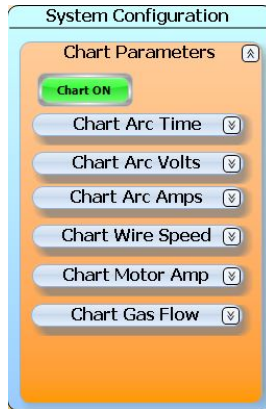 System Configuration
Chart Parameters
Chart ON
Chart Arc Time
Chart Arc Volts
Chart Arc Amps
Chart Wire Speed
Chart Motor Amp
Chart Gas Flow